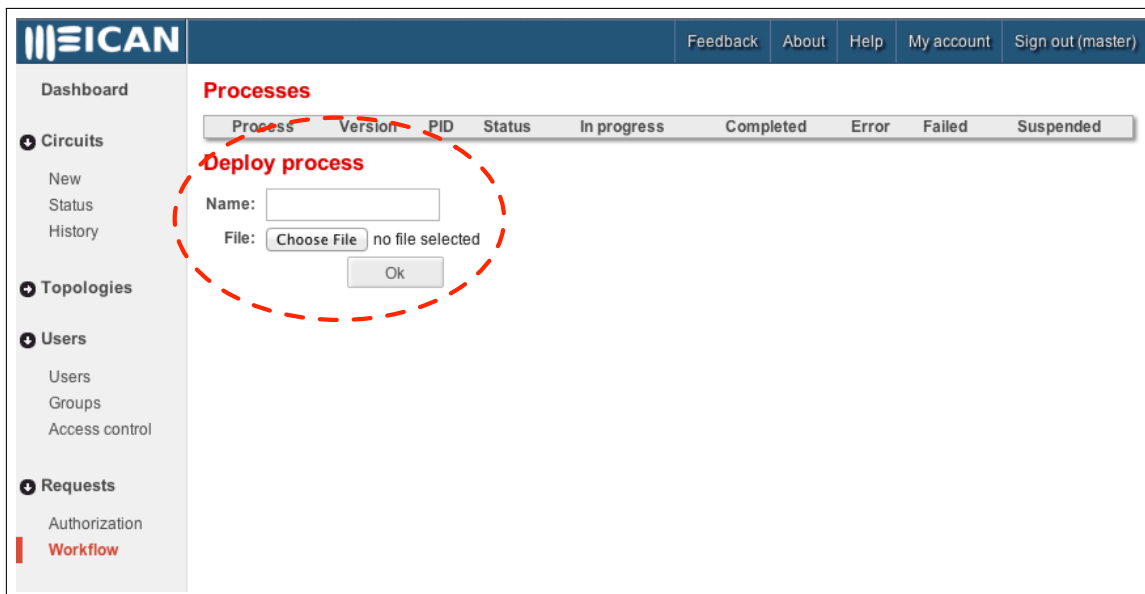 MEICAN
Feedback About Help My account Sign out (master)
Dashboard
Circuits
New
Status
History
Topologies
Users
Users
Groups
Access control
Requests
Authorization
Workflow
Processes
Process Version PID Status In progress Completed Error Failed Suspended
Deploy process
Name:
File: Choose File no file selected
Ok